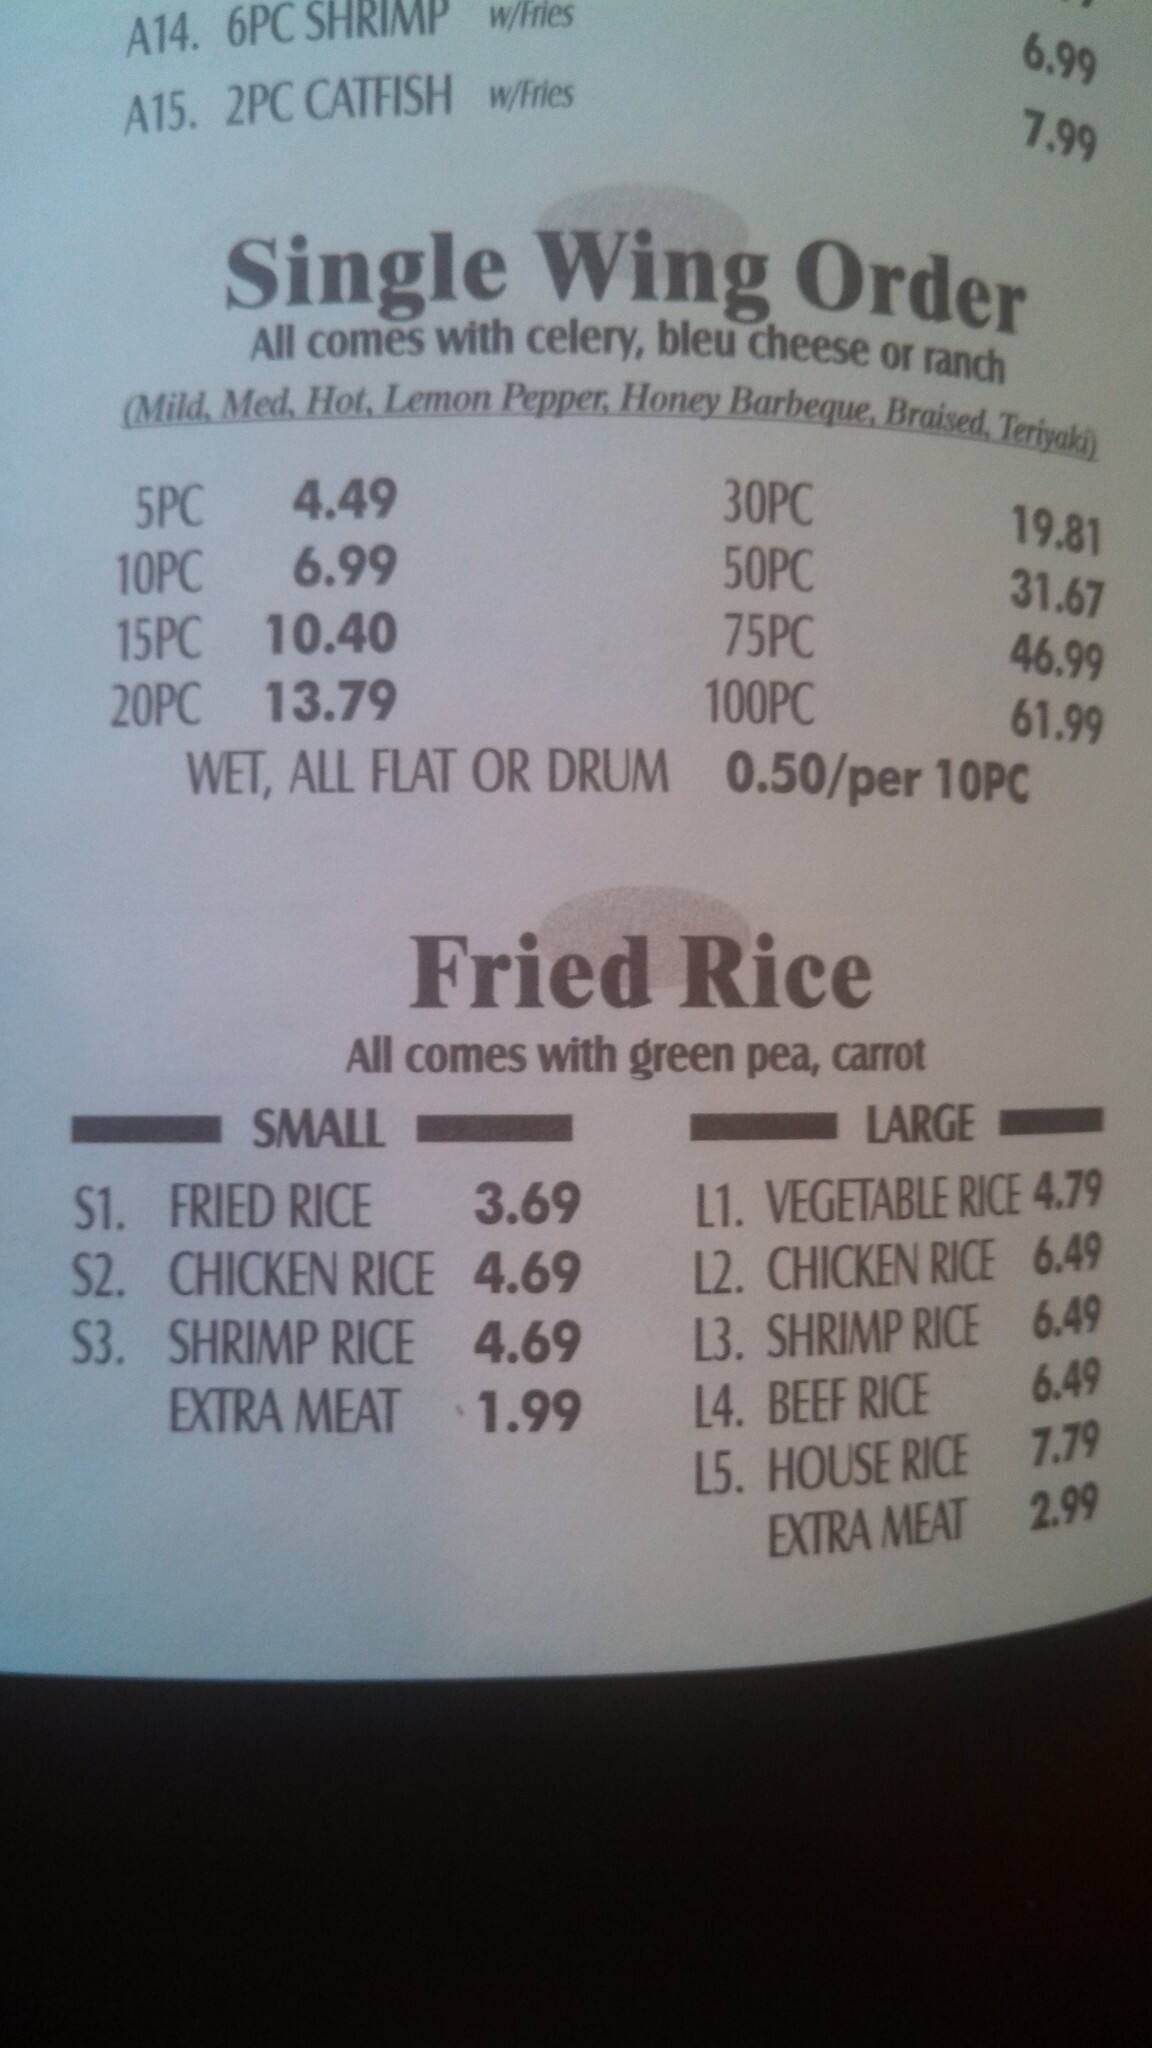 A14. 6PC SHRIMP w/Fries 6.99
A15. 2PC CATFISH w/Fries 7.99
Single Wing Order
All comes with celery, bleu cheese or ranch
(Mild, Med, Hot, Lemon Pepper, Honey Barbeque, Braised, Teriyaki)
5PC 4.49 30PC 19.81
10PC 6.99 50PC 31.67
15PC 10.40 75PC 46.99
20PC 13.79 100PC 61.99
WET, ALL FLAT OR DRUM 0.50/per 10PC
Fried Rice
All comes with green pea, carrot
SMALL
S1. FRIED RICE 3.69
S2. CHICKEN RICE 4.69
S3. SHRIMP RICE 4.69
EXTRA MEAT 1.99
LARGE
L1. VEGETABLE RICE 4.79
L2. CHICKEN RICE 6.49
L3. SHRIMP RICE 6.49
L4. BEEF RICE 6.49
L5. HOUSE RICE 7.79
EXTRA MEAT 2.99